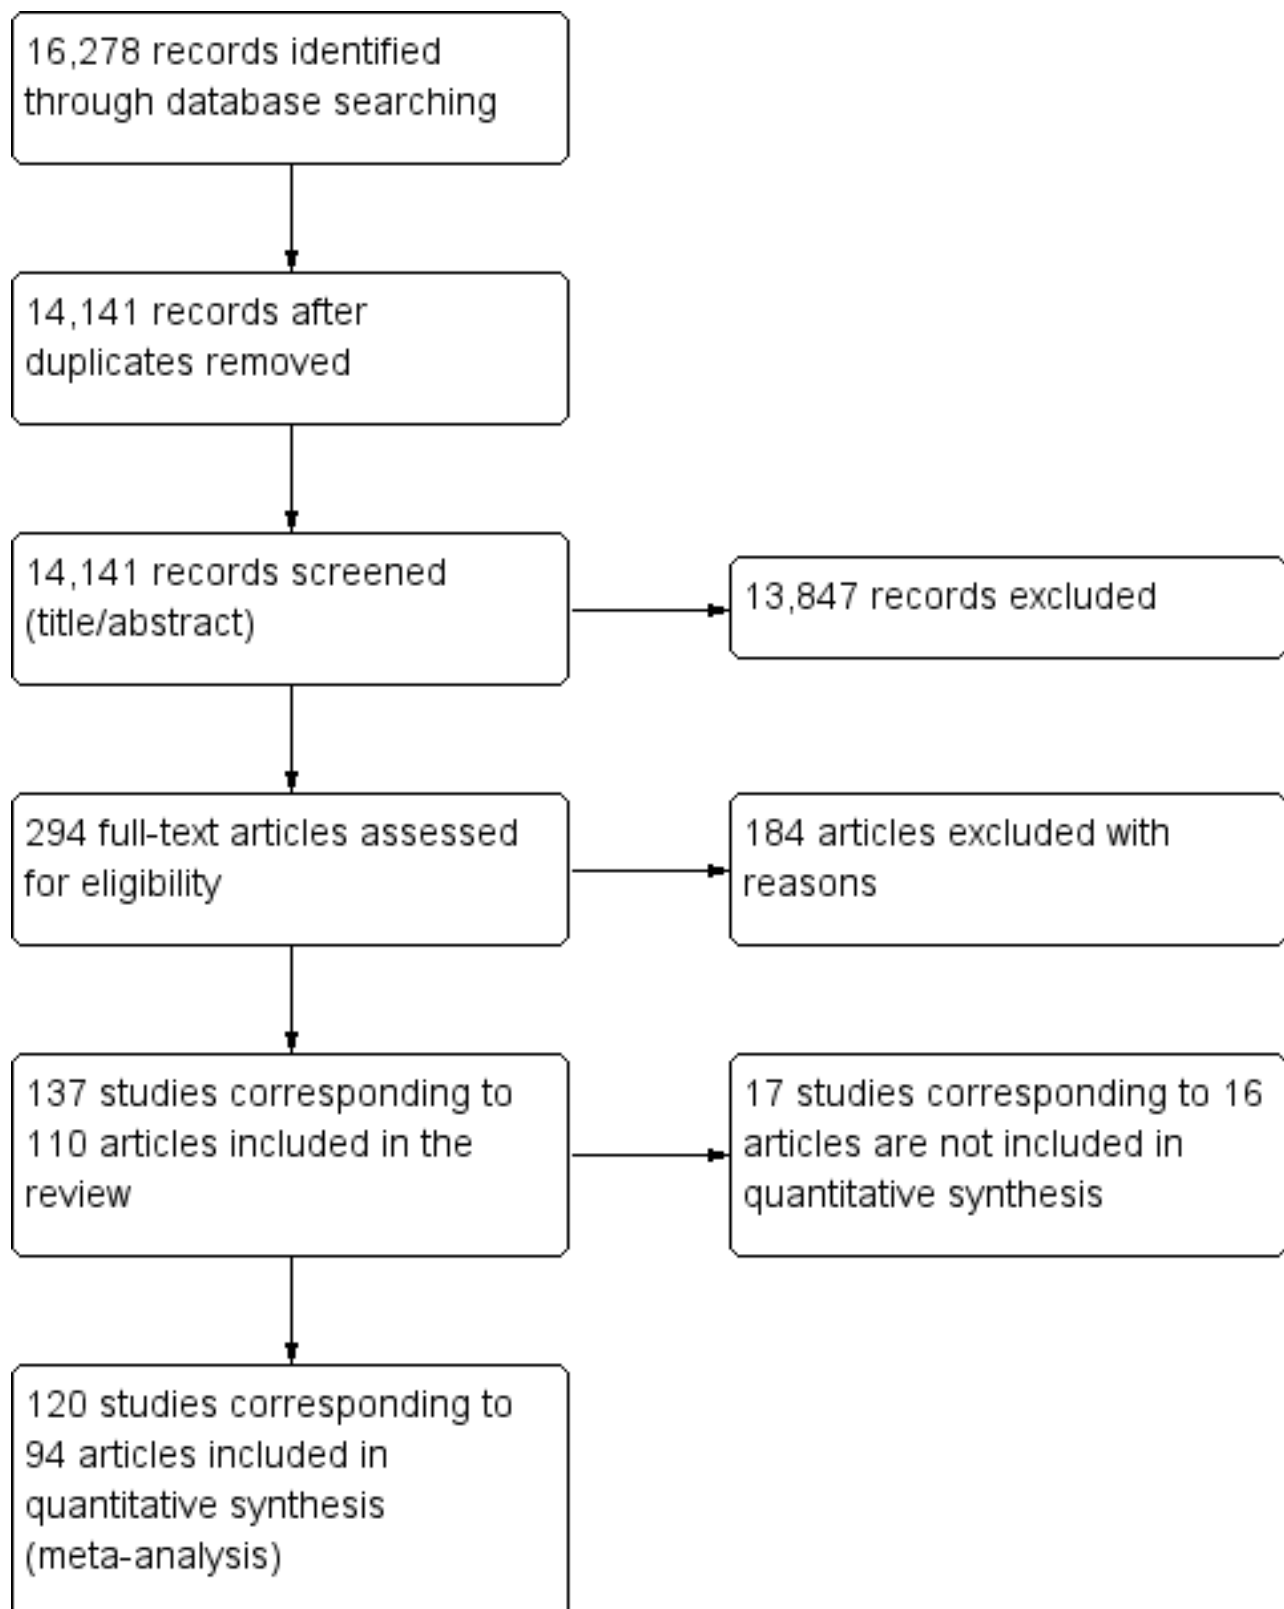 16,278 records identified
through database searching
14,141 records after
duplicates removed
14,141 records screened
(title/abstract)
13,847 records excluded
294 full-text articles assessed
for eligibility
184 articles excluded with
reasons
137 studies corresponding to
110 articles included in the
review
17 studies corresponding to 16
articles are not included in
quantitative synthesis
120 studies corresponding to
94 articles included in
quantitative synthesis
(meta-analysis)